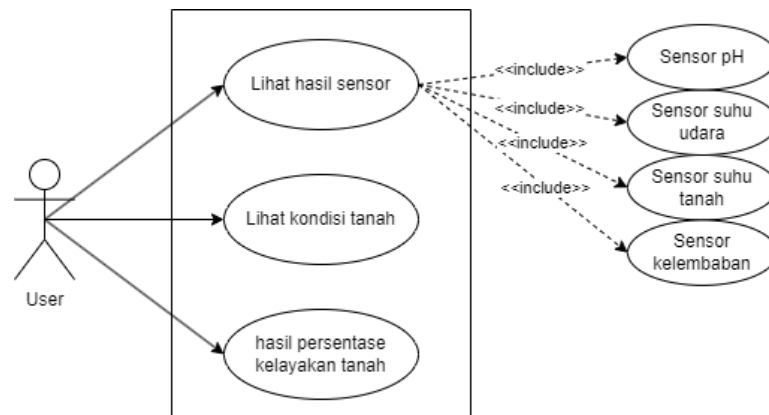 Lihat hasil sensor
<<include>>
Sensor pH
<<include>>
Sensor suhu
udara
<<include>>
Sensor suhu
tanah
<<include>>
Sensor
kelembaban
Lihat kondisi tanah
User
hasil persentase
kelayakan tanah